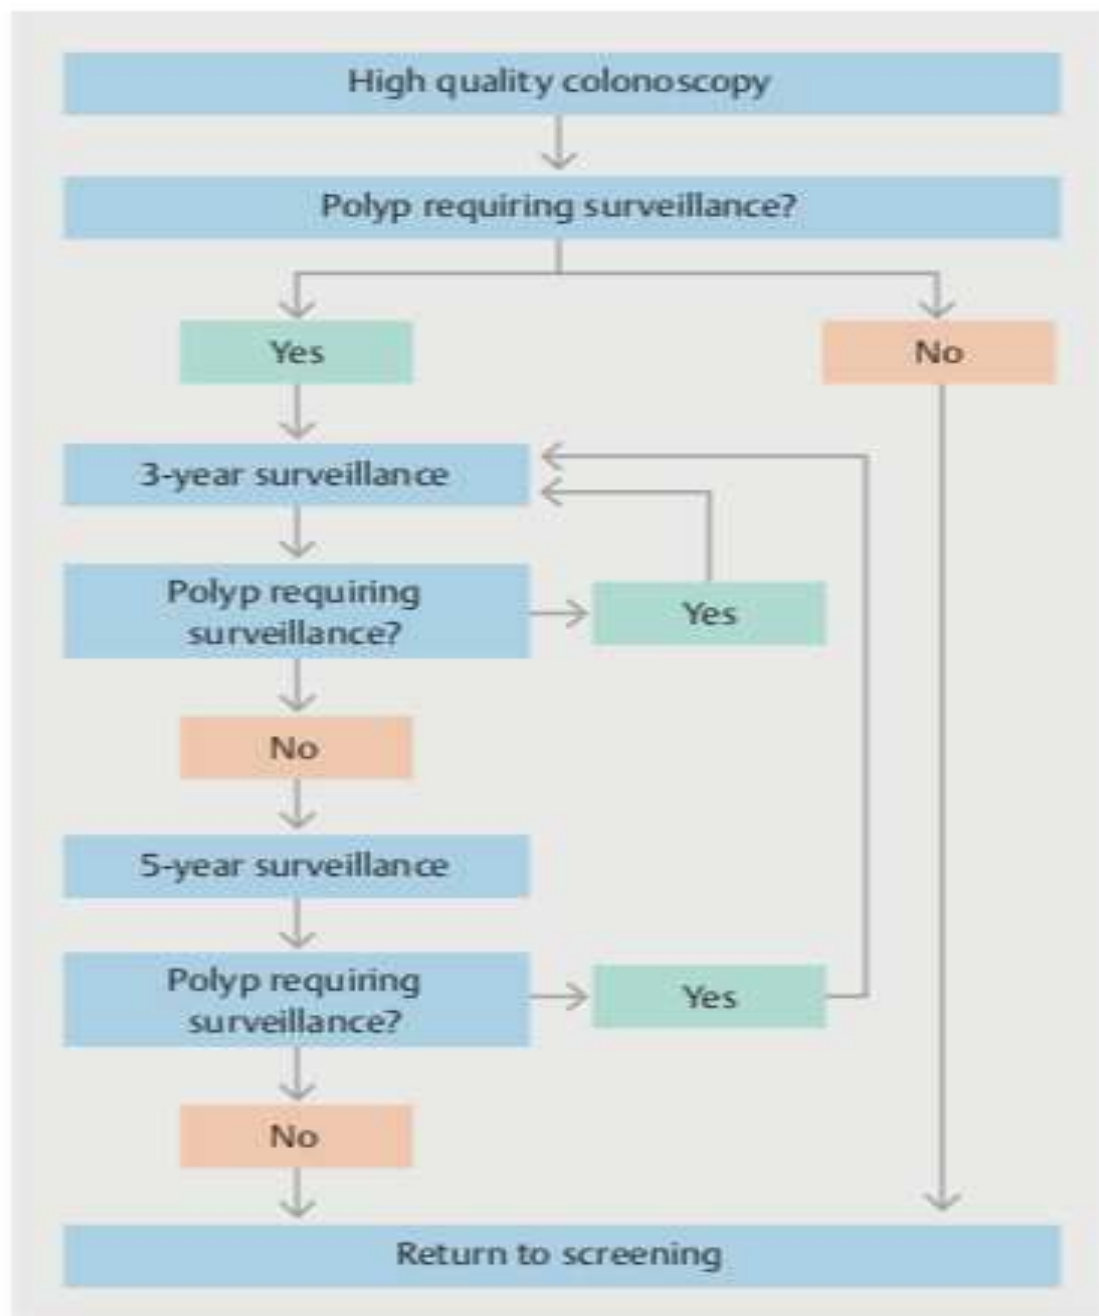 High quality colonoscopy
Polyp requiring surveillance?
Yes
No
3-year surveillance
Polyp requiring
surveillance?
Yes
No
5-year surveillance
Polyp requiring
surveillance?
Yes
No
Return to screening